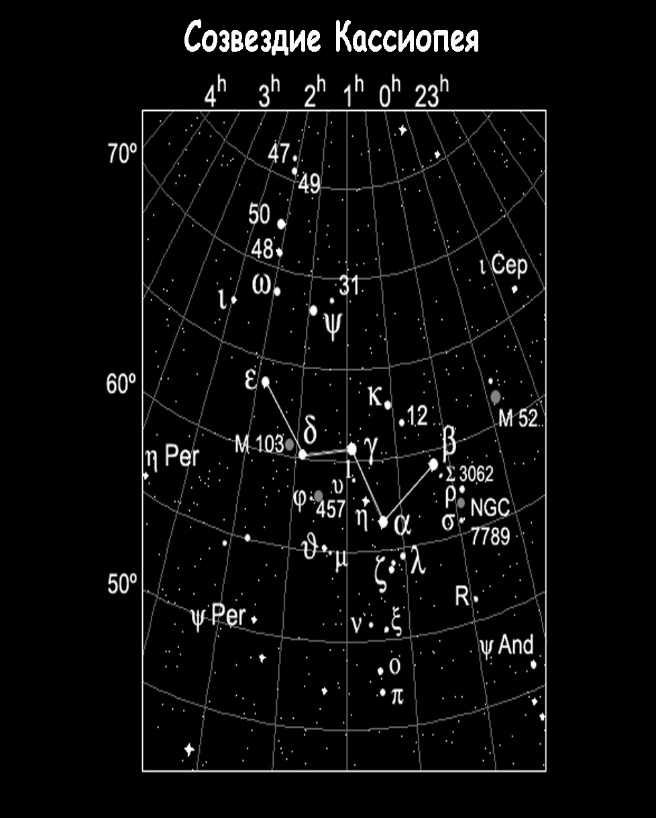 Созвездие Кассиопея
4h 3h 2h 1h 0h 23h
70º
47
49
50
48
ι Cep
ω
31
ι
ψ
60º
ε
κ
12
M 52
δ
β
M 103
γ
η Per
Σ 3062
υ
ρ
φ
457
η
α
NGC
σ
7789
ϑ
μ
ζ
λ
50º
R
ψ Per
ν
ξ
ψ And
ο
π